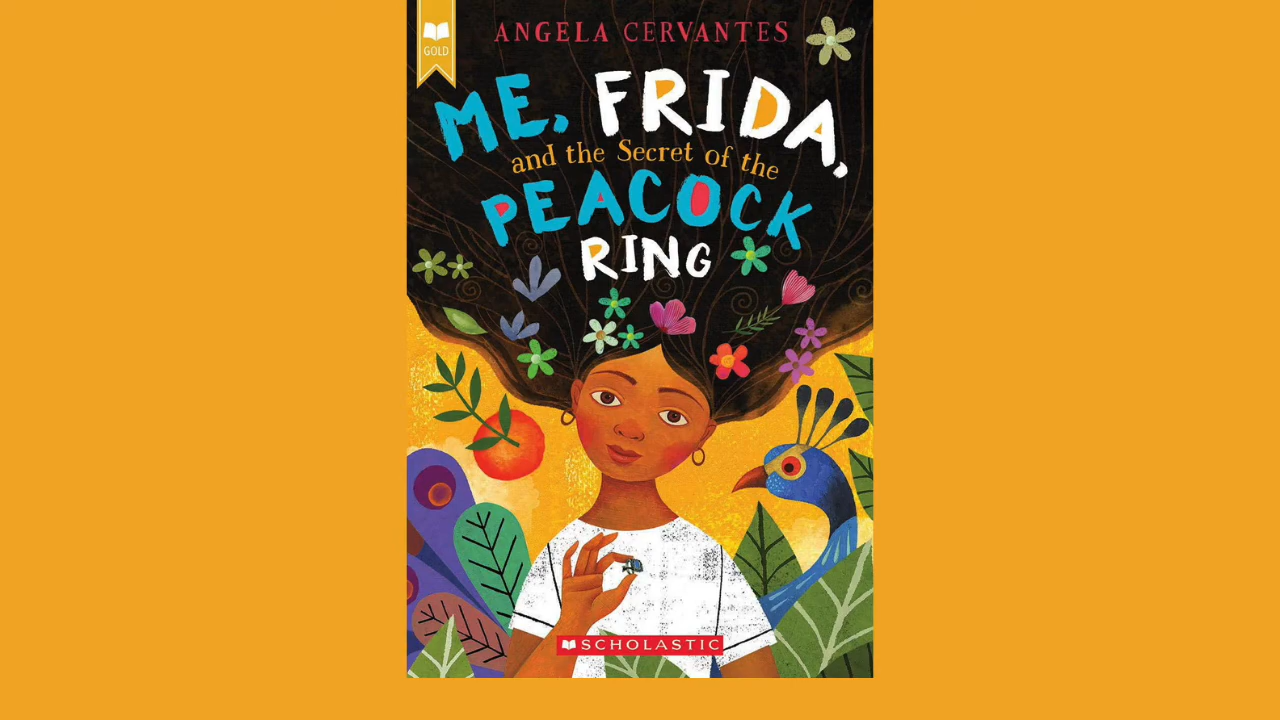 GOLD
ANGELA CERVANTES
ME, FRIDA,
and the Secret of the
PEACOCK
RING
SCHOLASTIC